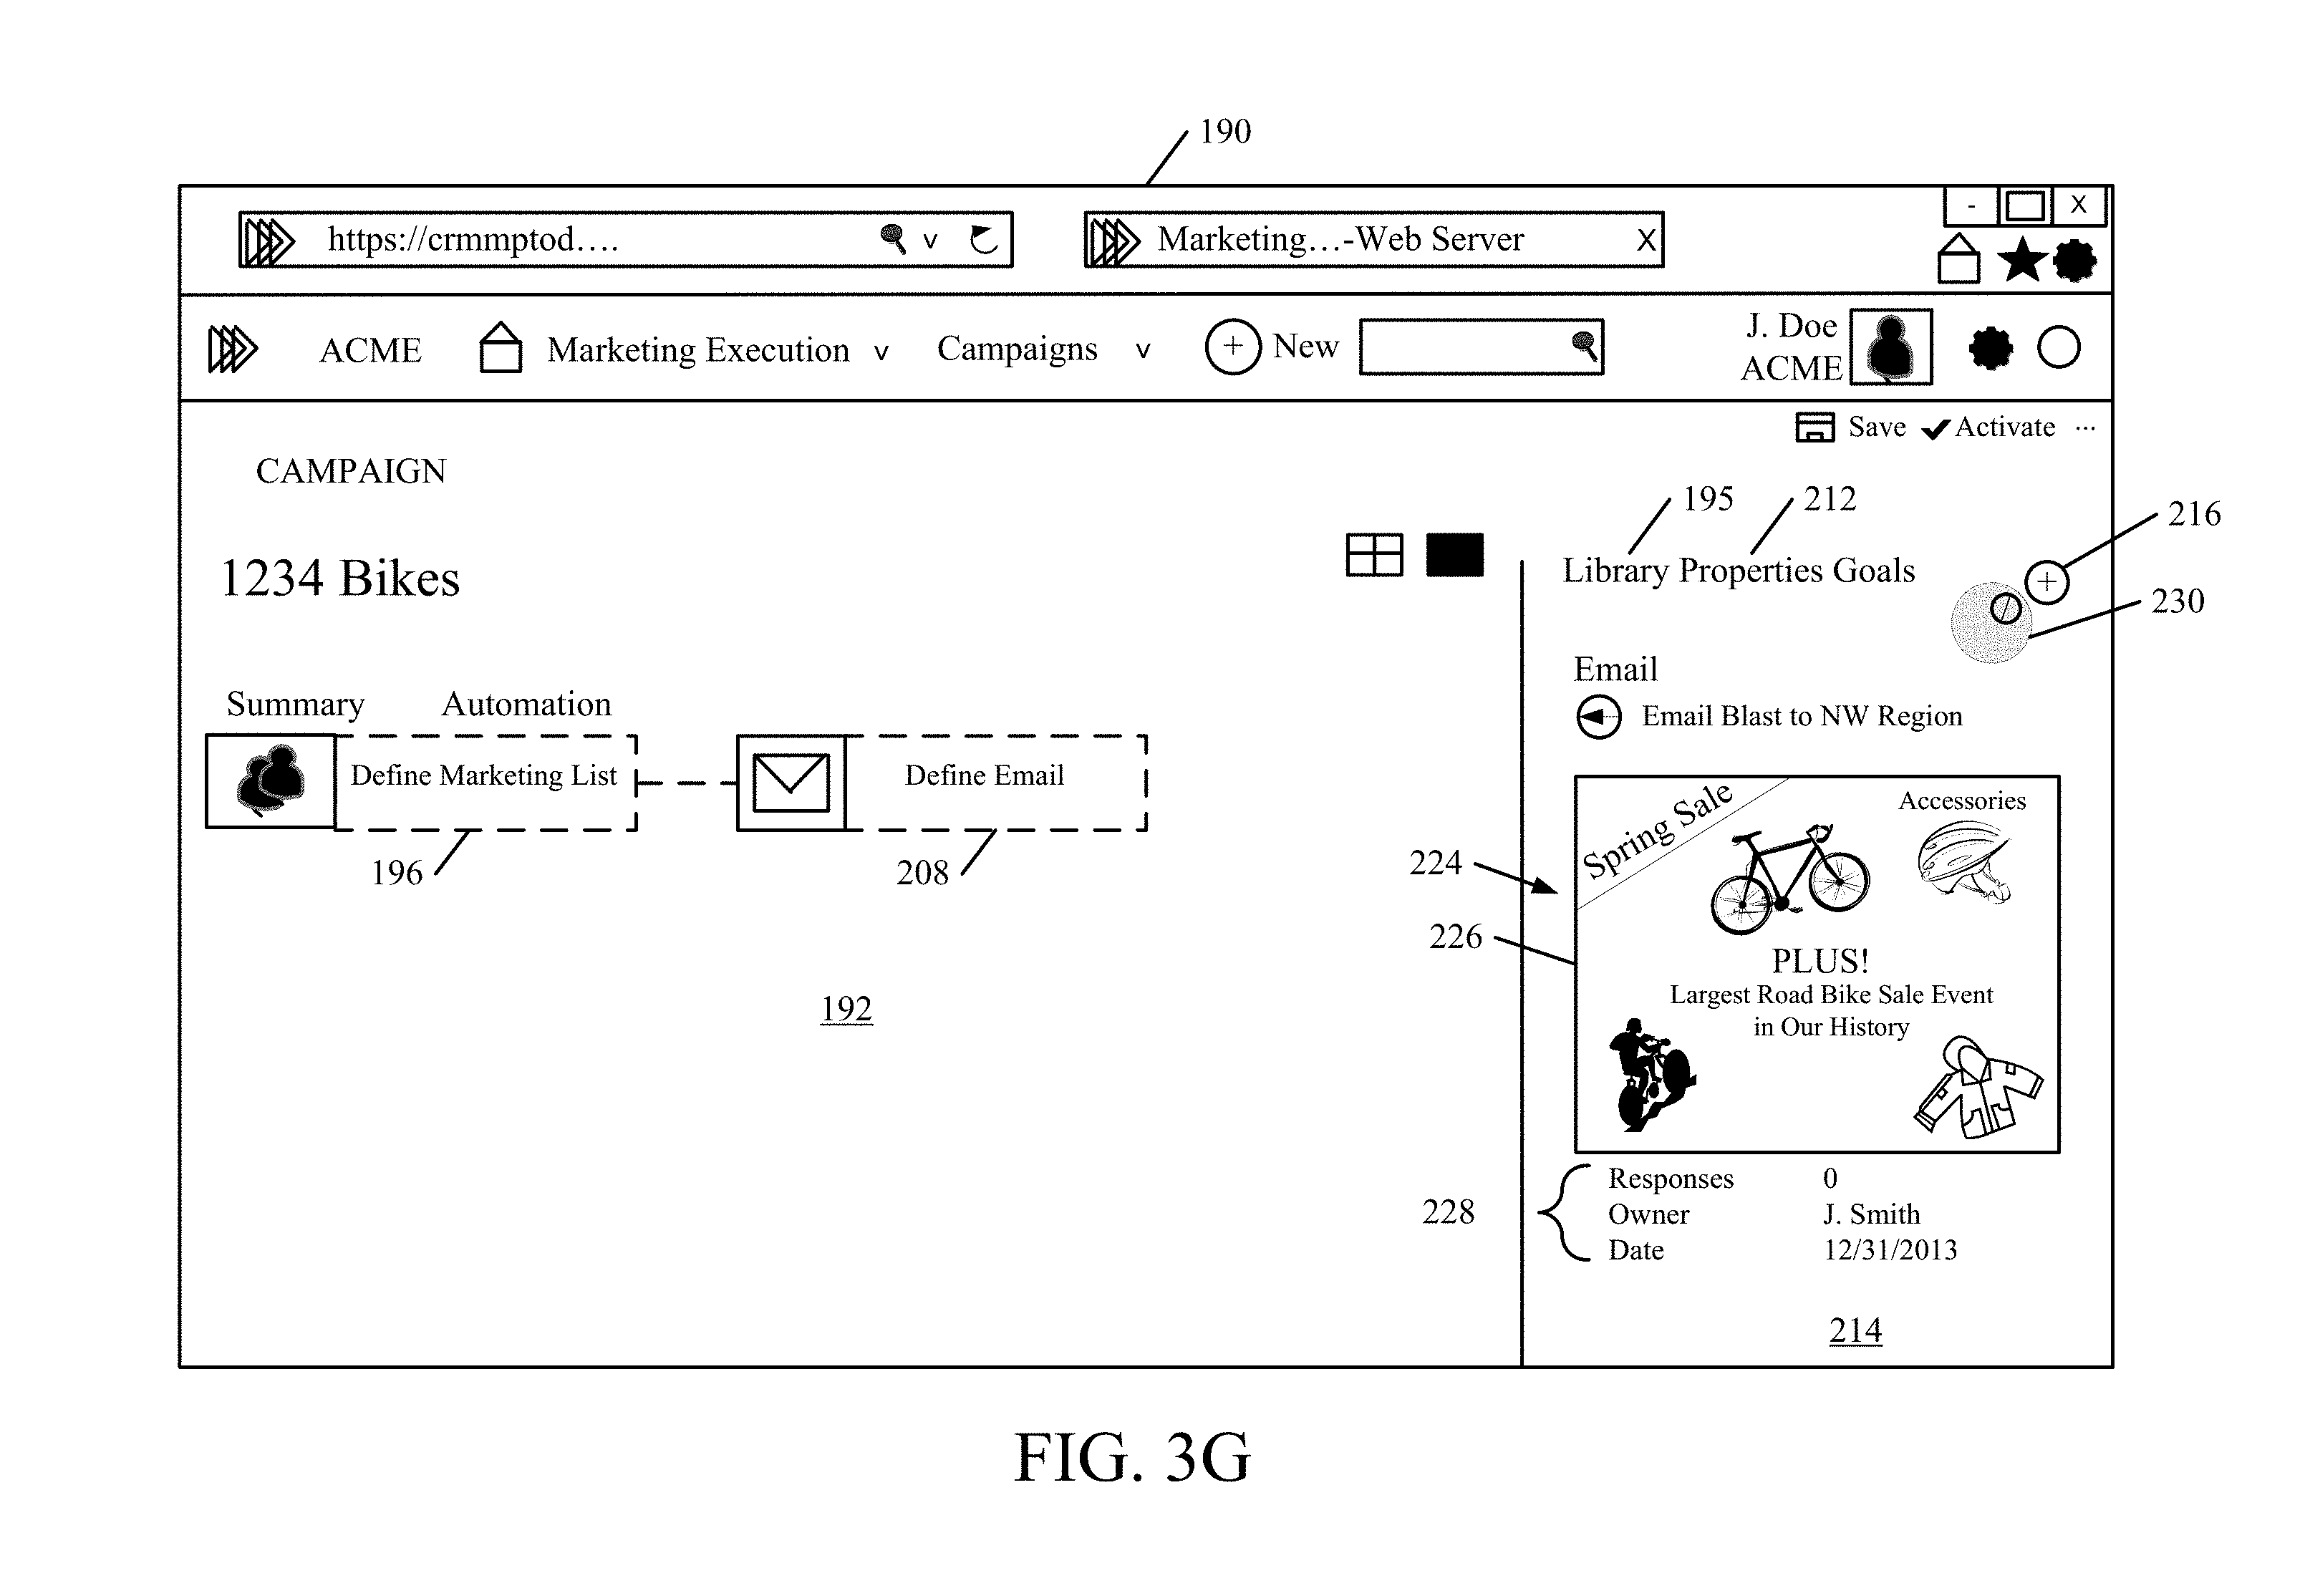 190
- X
https://crmmptod.... v
Marketing...-Web Server X
ACME Marketing Execution v Campaigns v + New
J. Doe
ACME
Save Activate ...
CAMPAIGN
195 212
216
1234 Bikes
Library Properties Goals
+
230
Email
Email Blast to NW Region
Summary Automation
Define Marketing List
Define Email
196
208
Spring Sale
Accessories
224
226
PLUS!
Largest Road Bike Sale Event
in Our History
192
228
Responses 0
Owner J. Smith
Date 12/31/2013
214
FIG. 3G